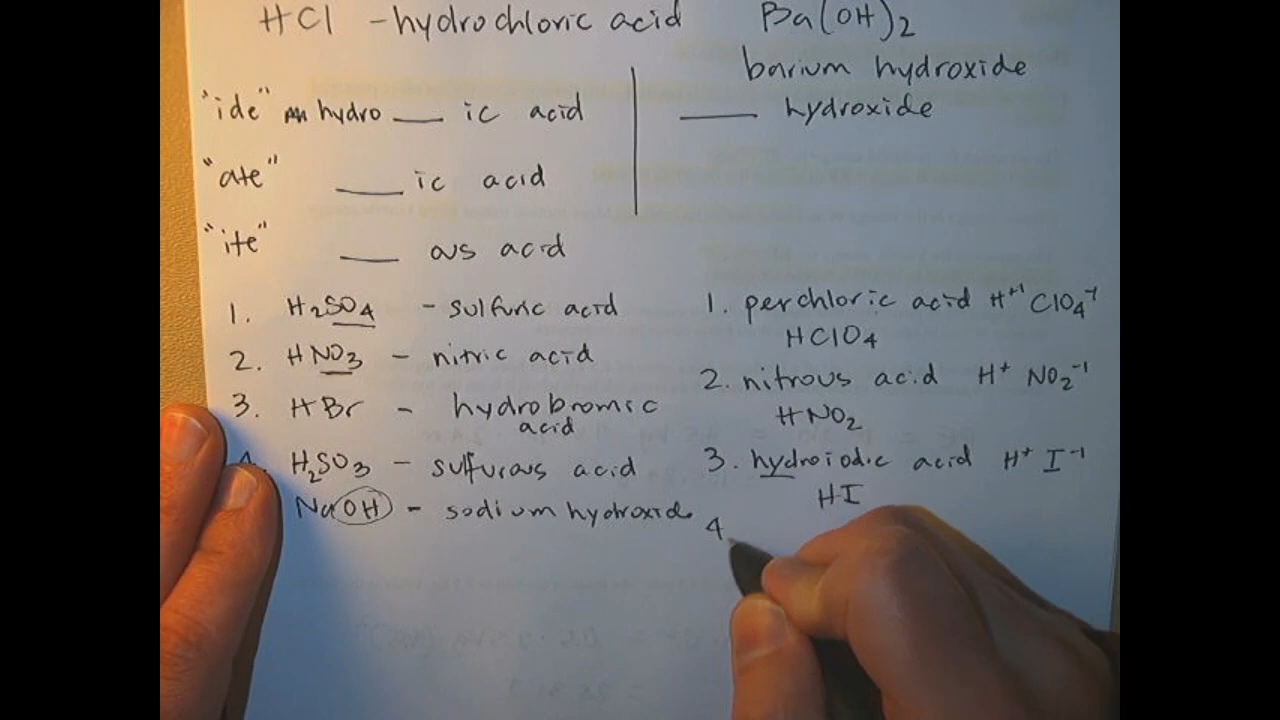 HCl - hydrochloric acid
Ba(OH)2
barium hydroxide
"ide" hydro ___ ic acid
___ hydroxide
"ate" ___ ic acid
"ite" ___ ous acid
1. H2SO4 - sulfuric acid
2. HNO3 - nitric acid
3. HBr - hydrobromic
acid
4. H2SO3 - sulfurous acid
NaOH - sodium hydroxide
1. perchloric acid H+1 ClO4-1
HClO4
2. nitrous acid H+ NO2-1
HNO2
3. hydroiodic acid H+ I-1
HI
4.